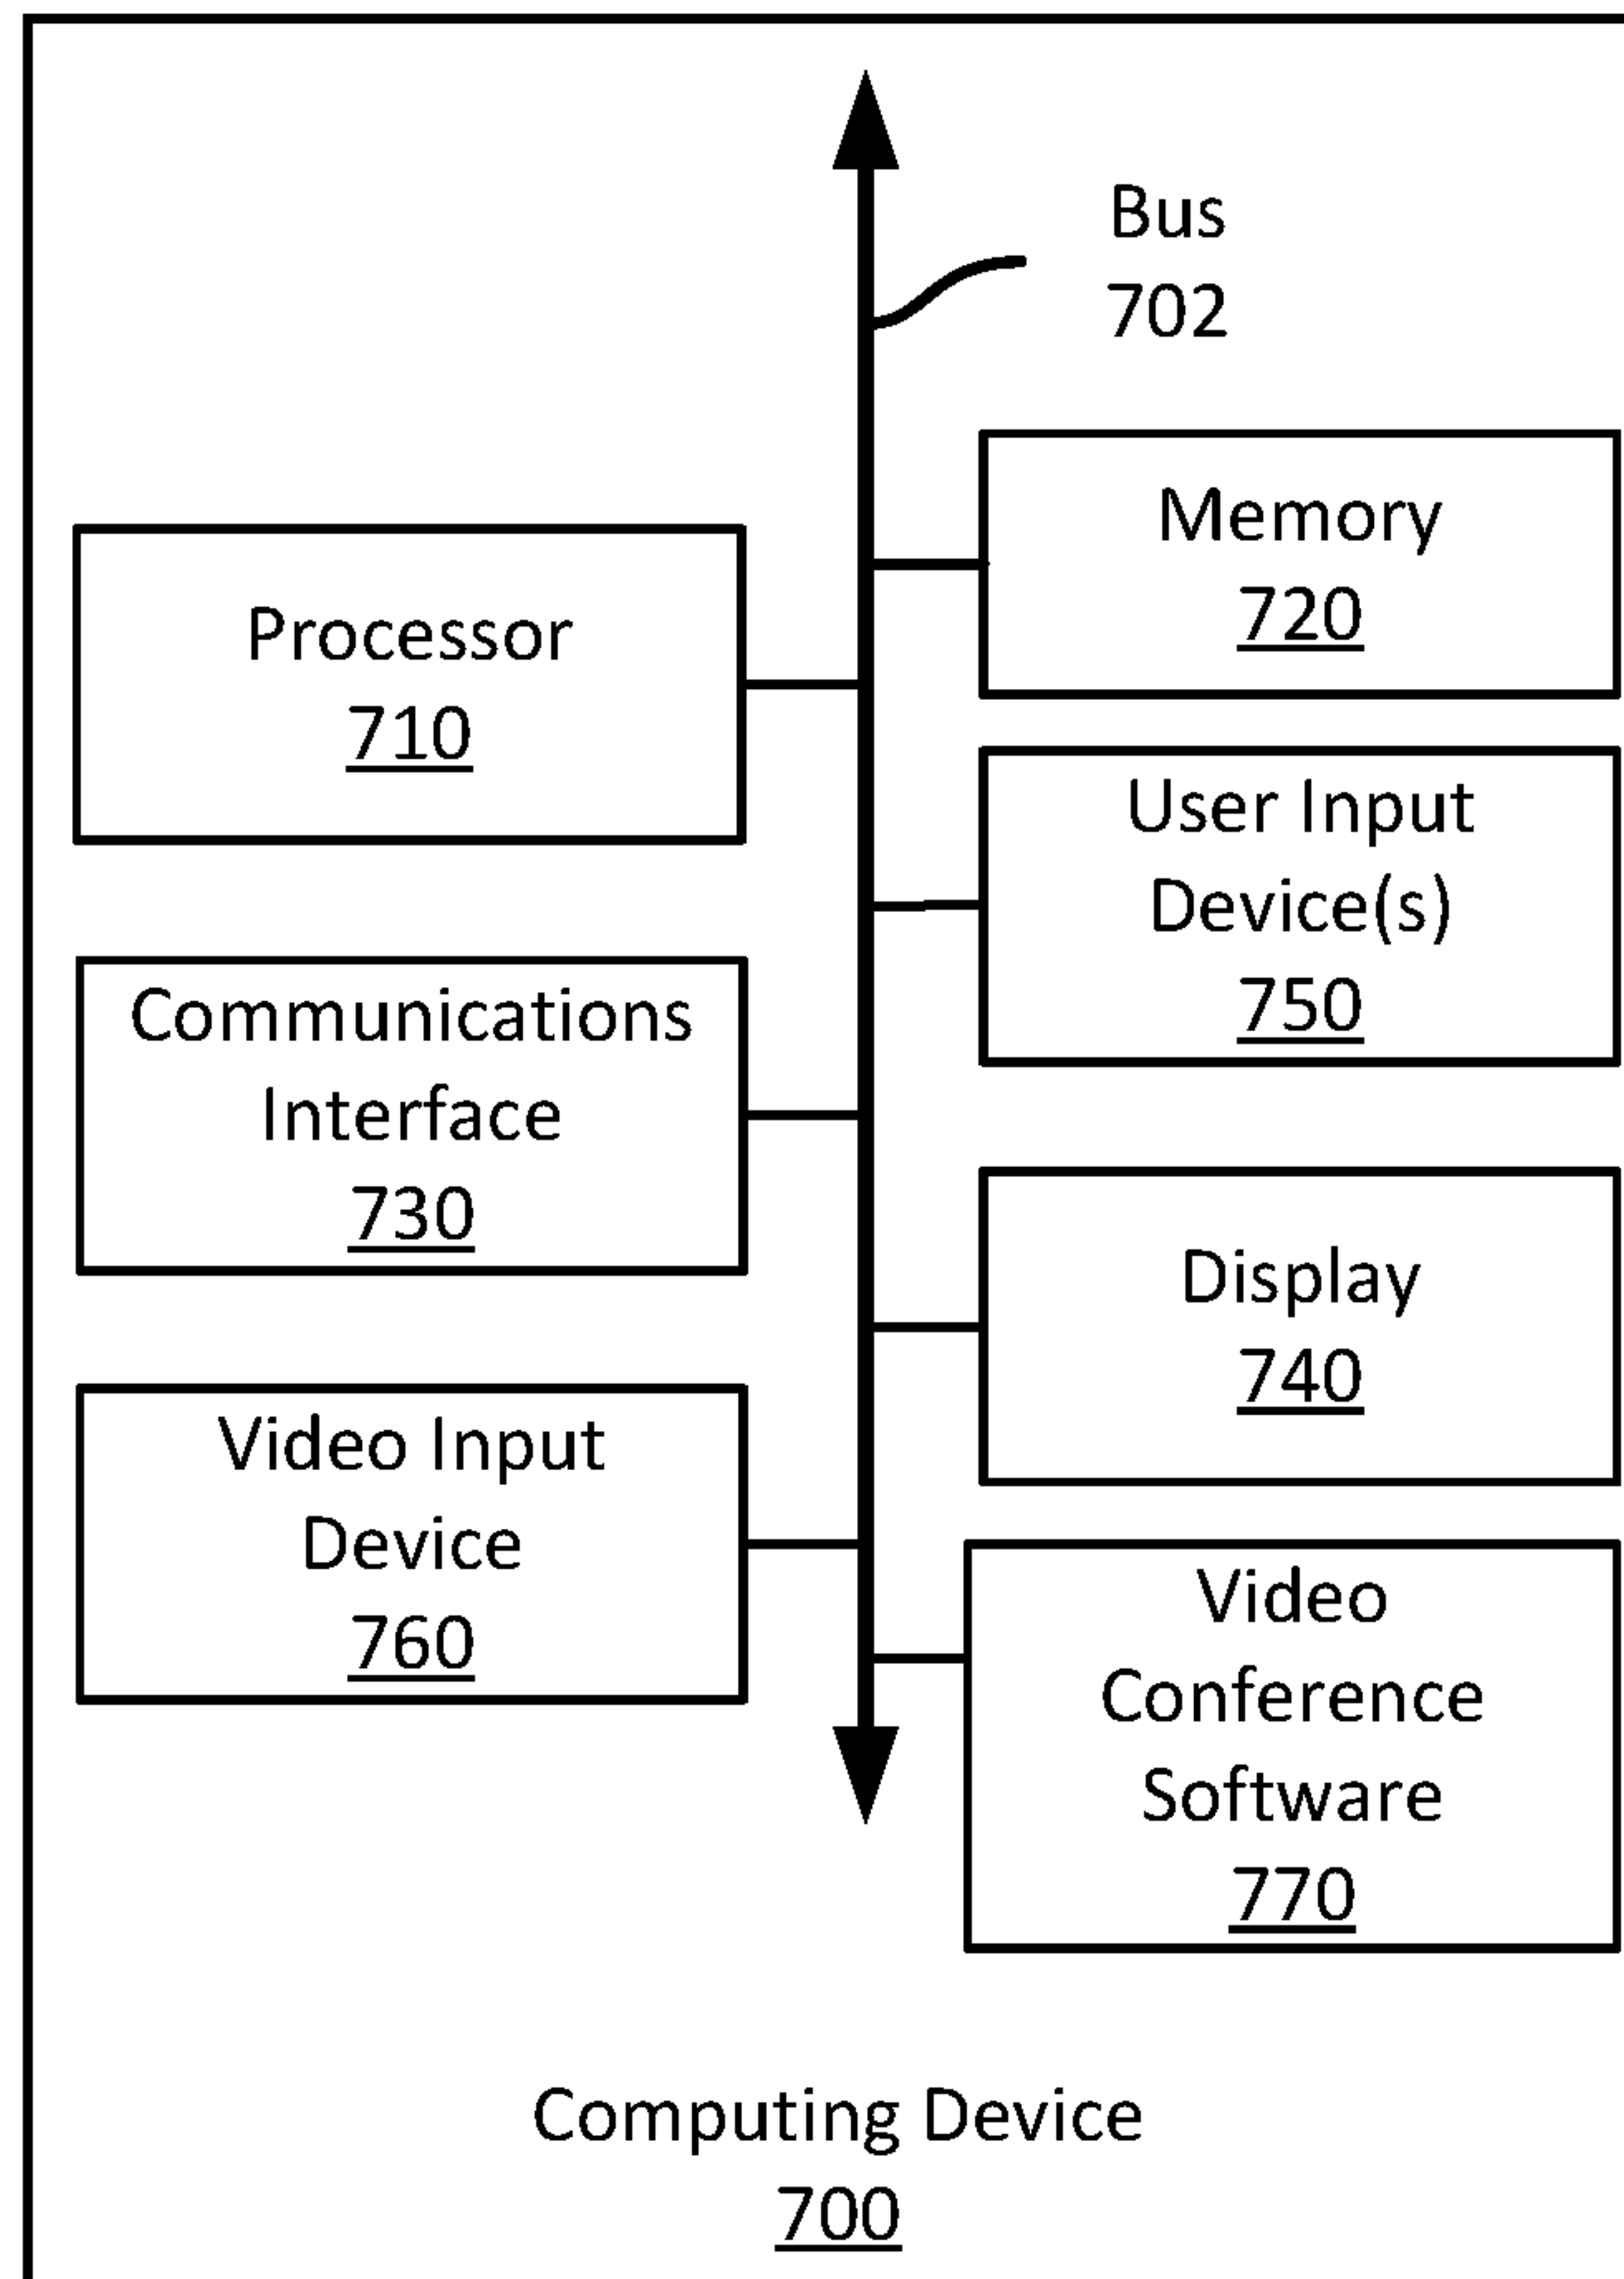 Bus
702
Memory
720
Processor
710
User Input
Device(s)
750
Communications
Interface
730
Display
740
Video Input
Device
760
Video
Conference
Software
770
Computing Device
700